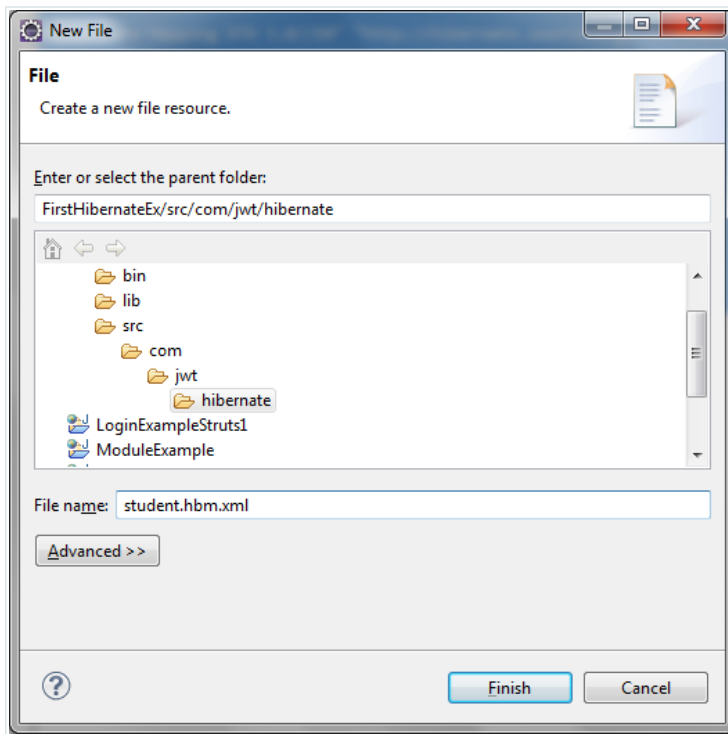 New File
File
Create a new file resource.
Enter or select the parent folder:
FirstHibernateEx/src/com/jwt/hibernate
bin
lib
src
com
jwt
hibernate
LoginExampleStruts1
ModuleExample
File name: student.hbm.xml
Advanced >>
? Finish Cancel